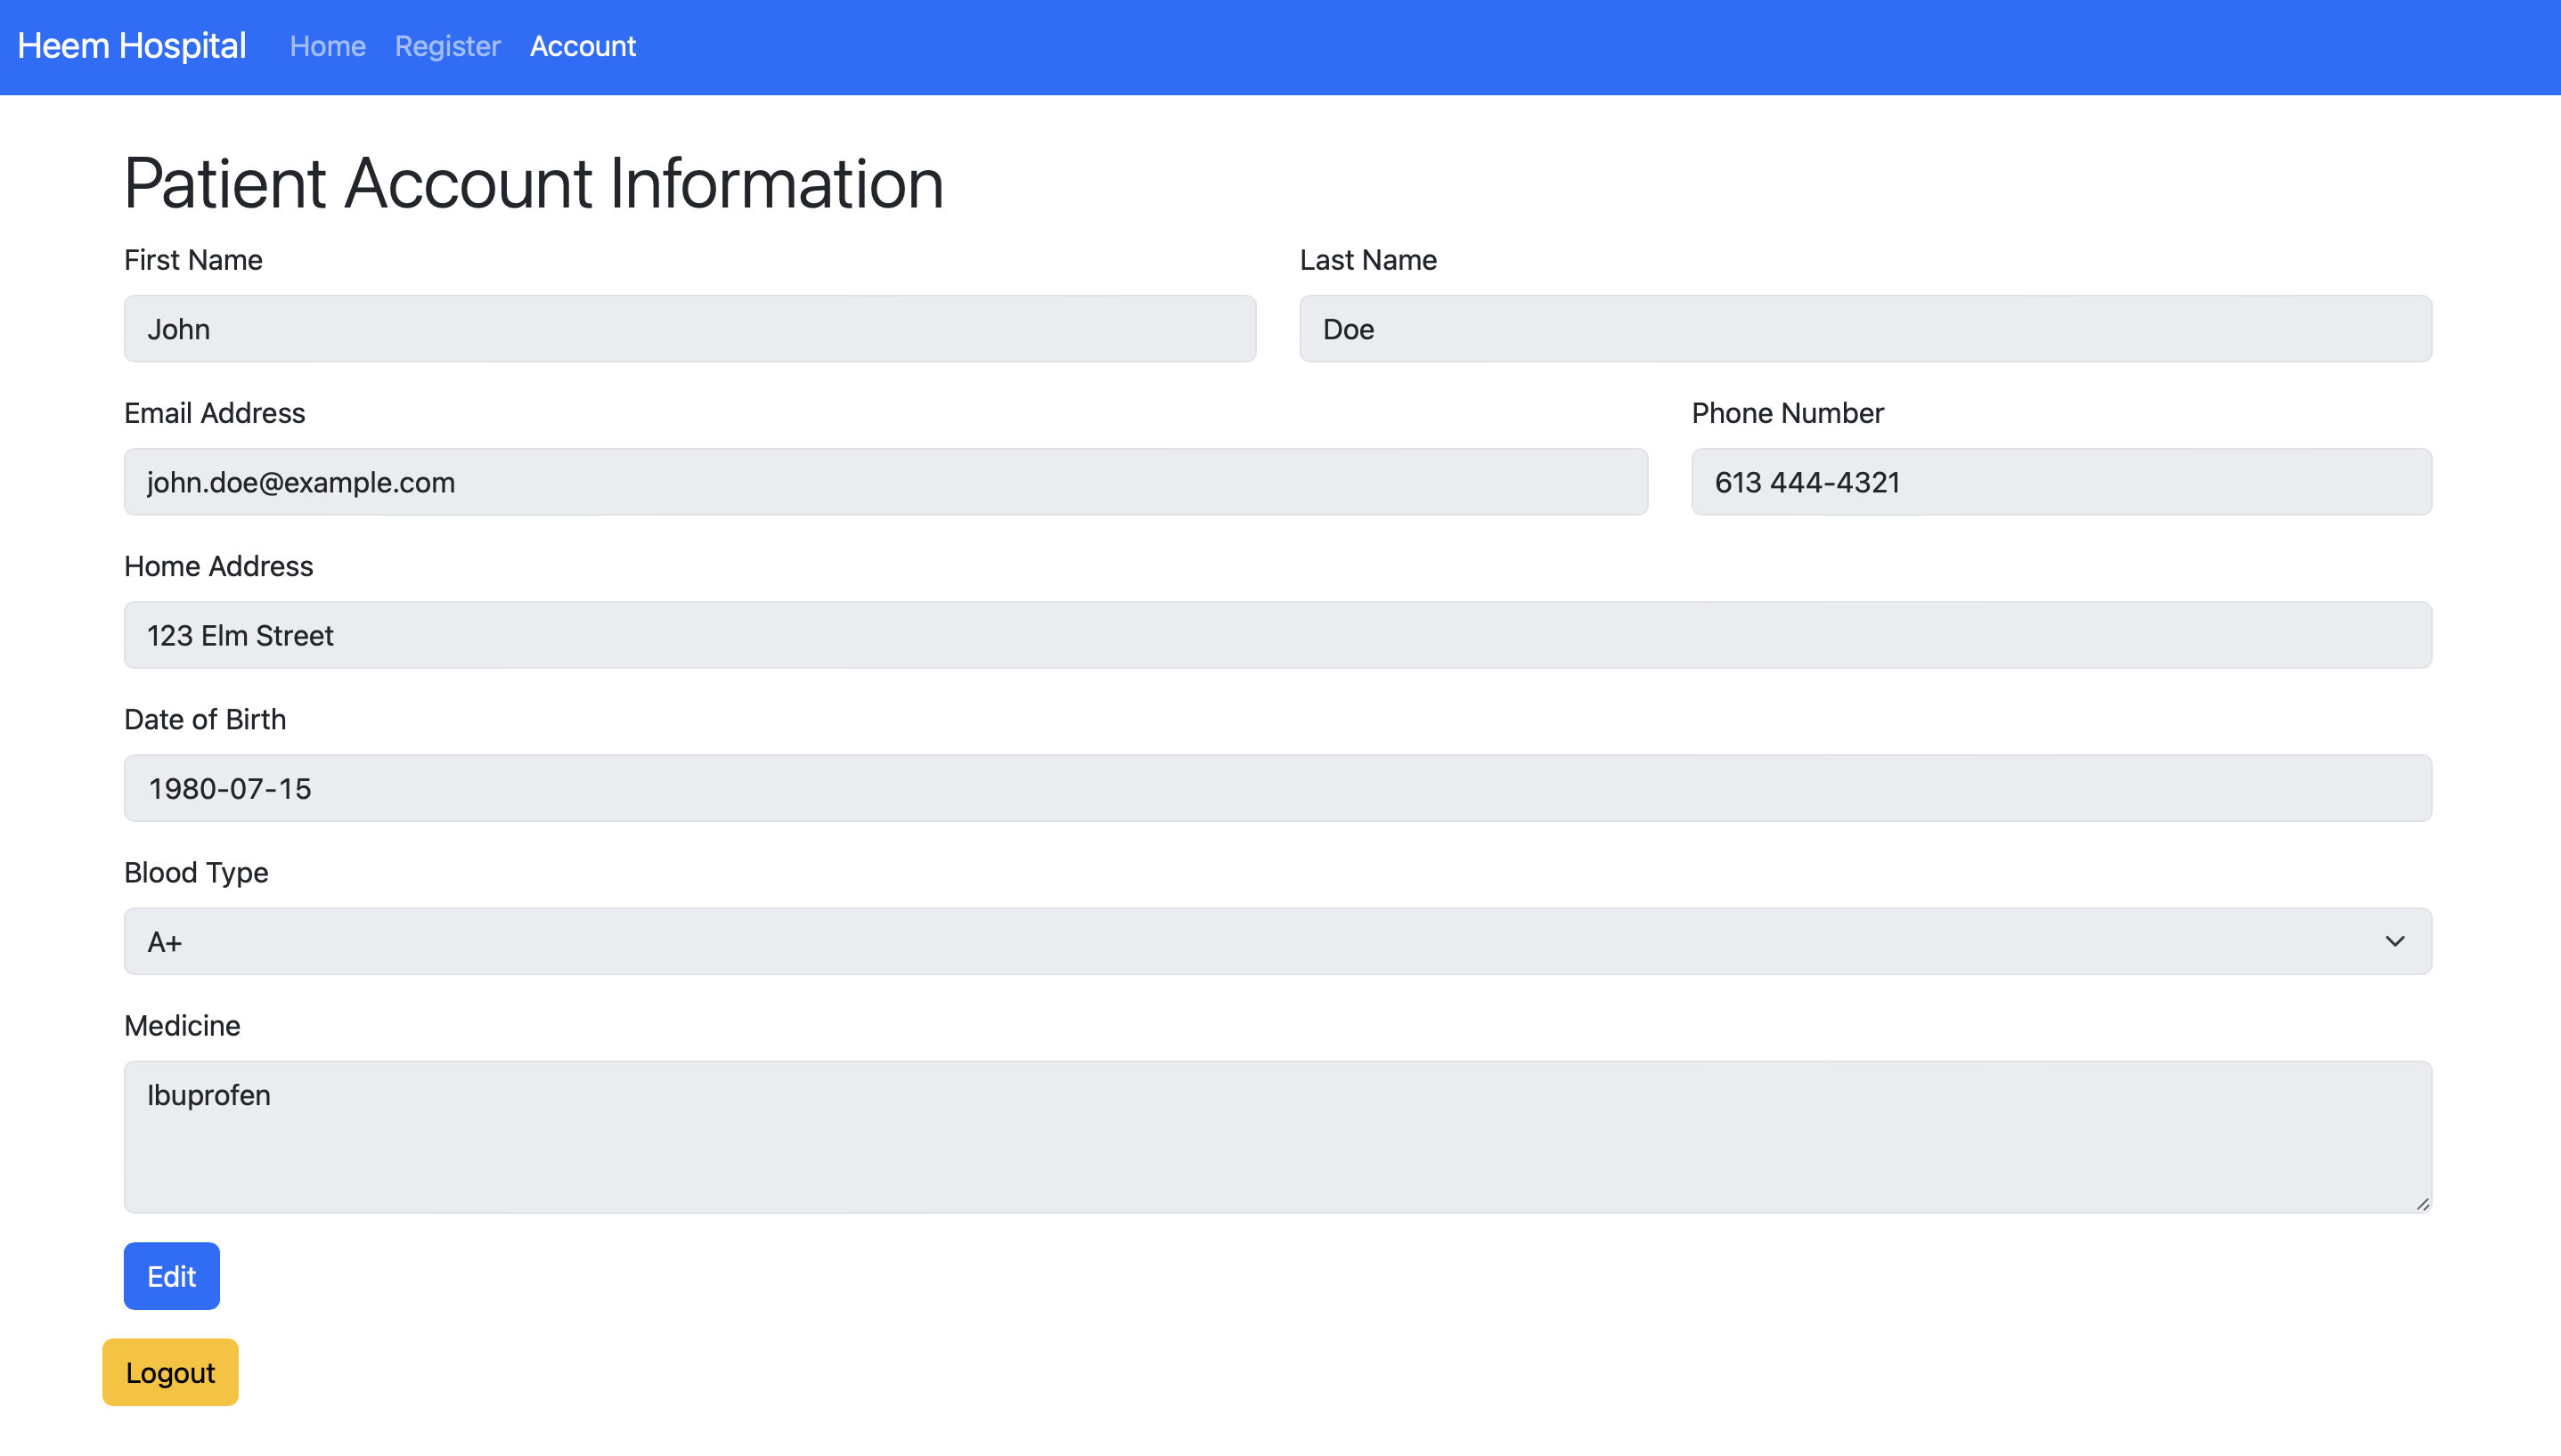 Heem Hospital Home Register Account
Patient Account Information
First Name Last Name
John Doe
Email Address Phone Number
john.doe@example.com 613 444-4321
Home Address
123 Elm Street
Date of Birth
1980-07-15
Blood Type
A+
Medicine
Ibuprofen
Edit
Logout